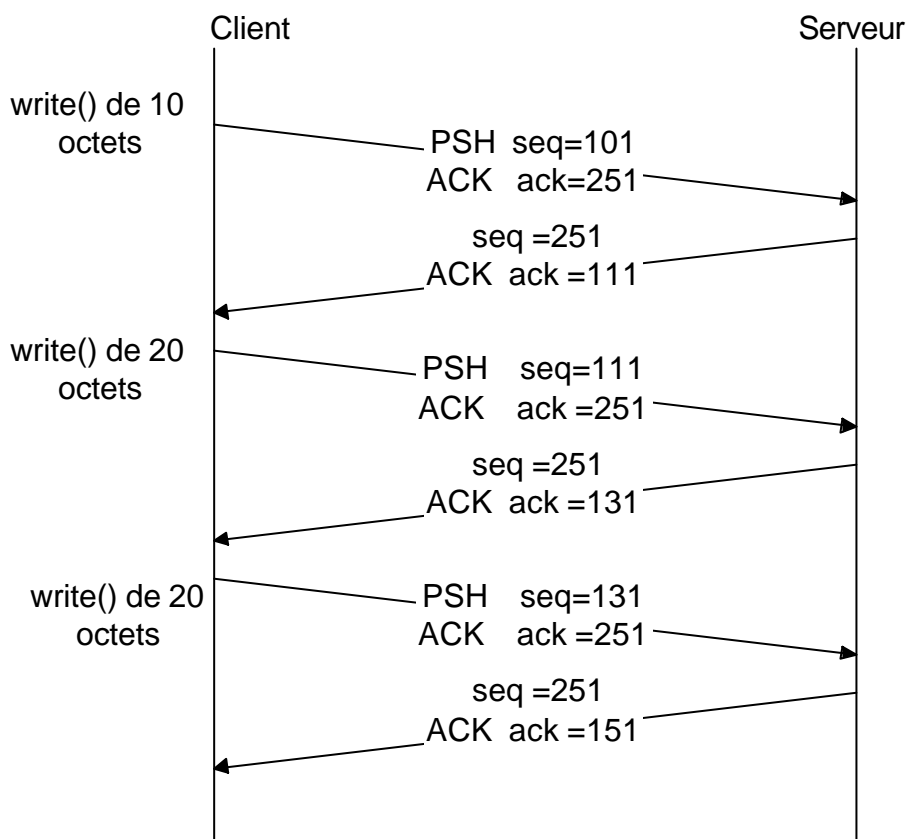 Client
Serveur
write() de 10
octets
PSH seq=101
ACK ack=251
seq =251
ACK ack =111
write() de 20
octets
PSH seq=111
ACK ack =251
seq =251
ACK ack =131
write() de 20
octets
PSH seq=131
ACK ack =251
seq =251
ACK ack =151